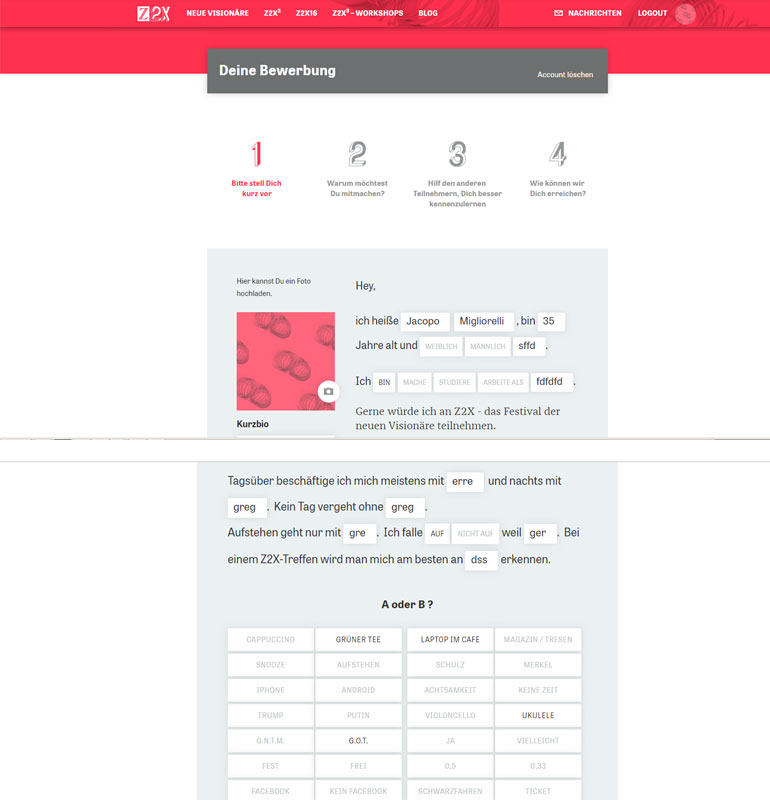 Z2X NEUE VISIONÄRE Z2X³ Z2X16 Z2X³–WORKSHOPS BLOG NACHRICHTEN LOGOUT
Deine Bewerbung
Account löschen
1 2 3 4
Bitte stell Dich kurz vor
Warum möchtest Du mitmachen?
Hilf den anderen Teilnehmern, Dich besser kennenzulernen
Wie können wir Dich erreichen?
Hier kannst Du ein Foto
hochladen.
Kurzbio
Hey,
ich heiße Jacopo Migliorelli , bin 35
Jahre alt und WEIBLICH MÄNNLICH sffd .
Ich BIN MACHE STUDIERE ARBEITE ALS fdfdfd .
Gerne würde ich an Z2X - das Festival der
neuen Visionäre teilnehmen.
Tagsüber beschäftige ich mich meistens mit erre und nachts mit
greg . Kein Tag vergeht ohne greg .
Aufstehen geht nur mit gre . Ich falle AUF NICHT AUF weil ger . Bei
einem Z2X-Treffen wird man mich am besten an dss erkennen.
A oder B ?
CAPPUCCINO GRÜNER TEE LAPTOP IM CAFE MAGAZIN / TRESEN
SNOOZE AUFSTEHEN SCHULZ MERKEL
IPHONE ANDROID ACHTSAMKEIT KEINE ZEIT
TRUMP PUTIN VIOLONCELLO UKULELE
G.N.T.M. G.O.T. JA VIELLEICHT
FEST FREI 0,5 0,33
FACEBOOK KEIN FACEBOOK SCHWARZFAHREN TICKET